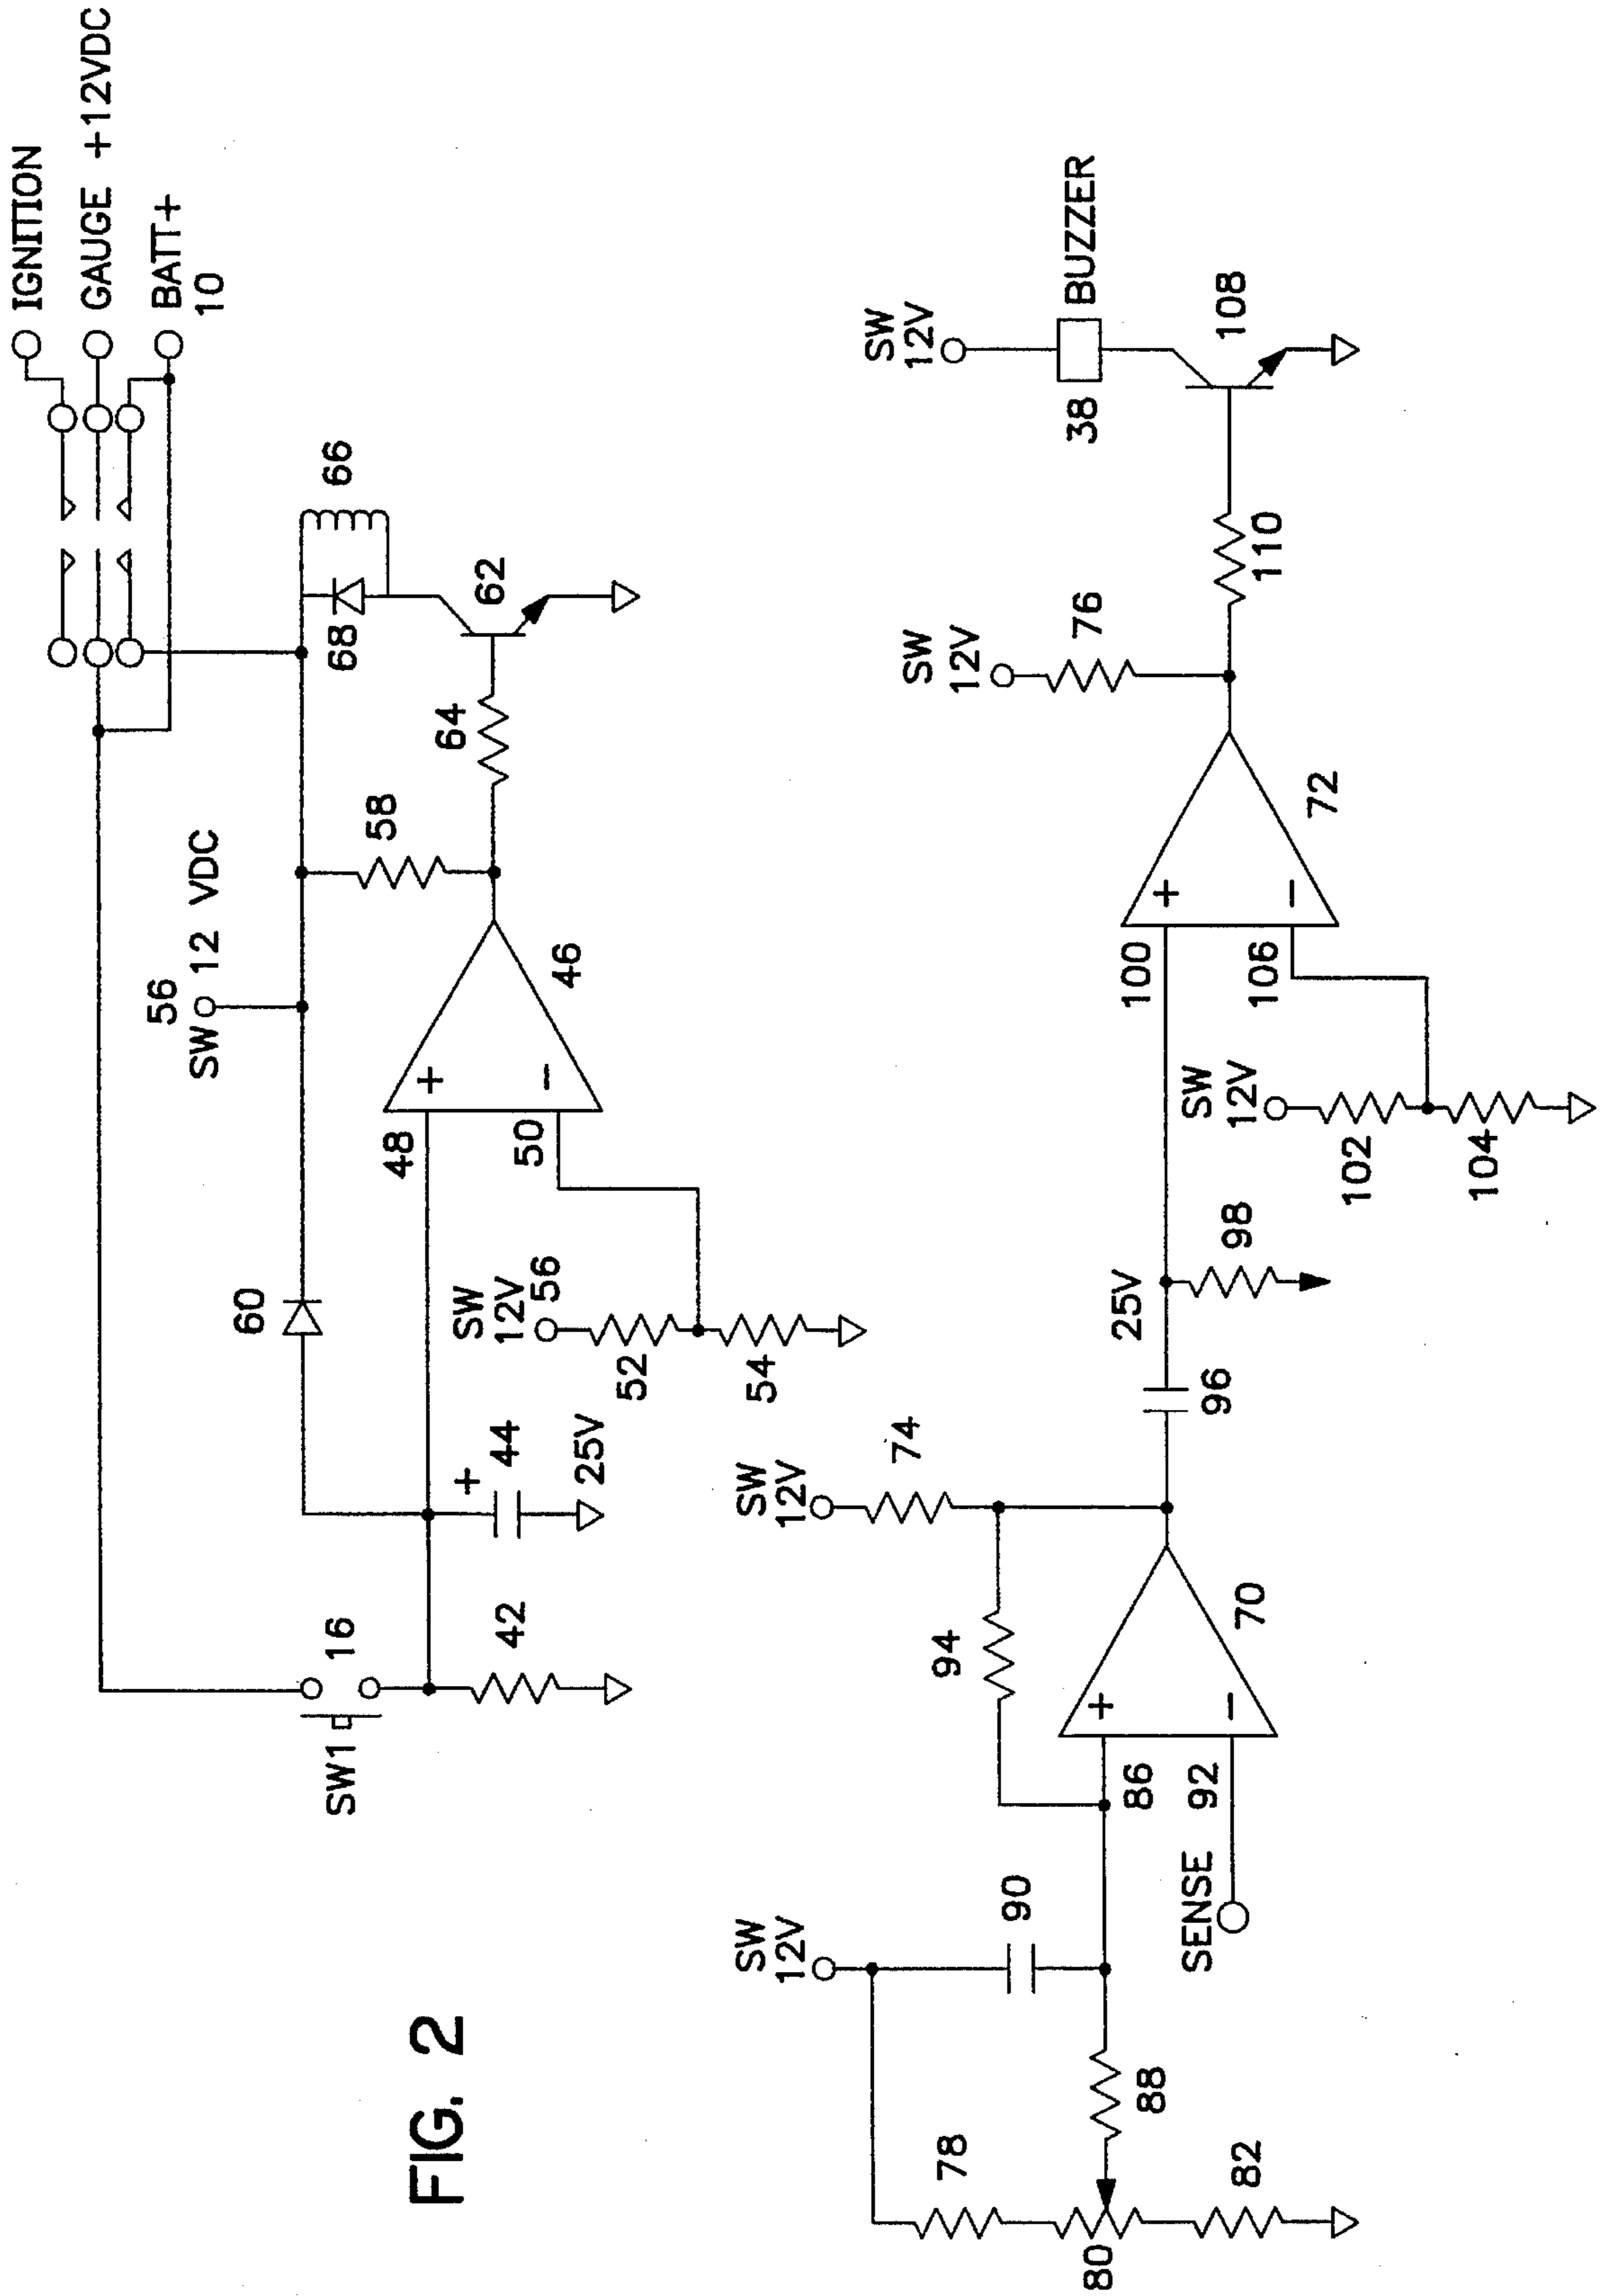 FIG. 2
IGNITION
GAUGE +12VDC
BATT+
10
66
68
62
64
58
56
SW 12 VDC
46
+
−
48
50
60
SW
12V
56
52
54
+
44
25V
16
SW1
42
SW
12V
BUZZER
38
108
110
SW
12V
76
72
+
−
100
106
SW
12V
102
104
25V
98
96
SW
12V
74
94
70
+
−
86
92
SENSE
SW
12V
90
88
78
80
82